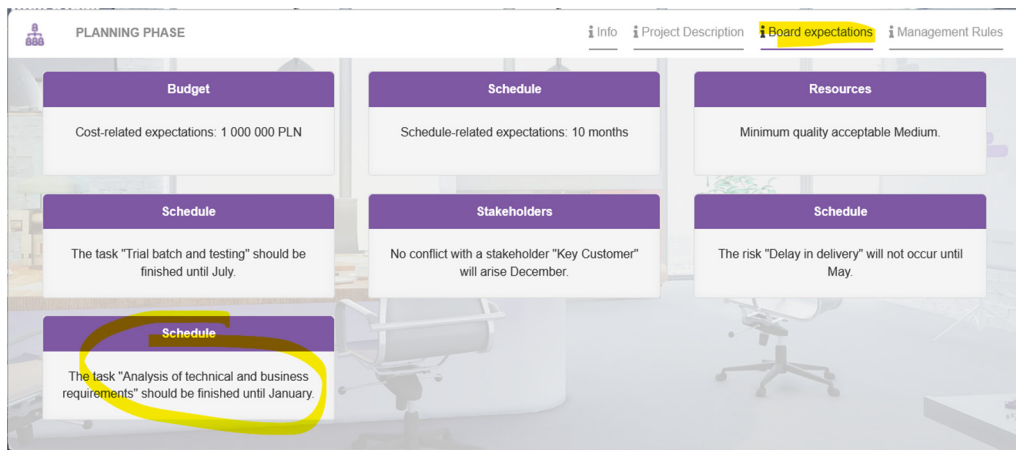 PLANNING PHASE
Info
Project Description
Board expectations
Management Rules
Budget
Cost-related expectations: 1 000 000 PLN
Schedule
Schedule-related expectations: 10 months
Resources
Minimum quality acceptable Medium.
Schedule
The task "Trial batch and testing" should be
finished until July.
Stakeholders
No conflict with a stakeholder "Key Customer"
will arise December.
Schedule
The risk "Delay in delivery" will not occur until
May.
Schedule
The task "Analysis of technical and business
requirements" should be finished until January.